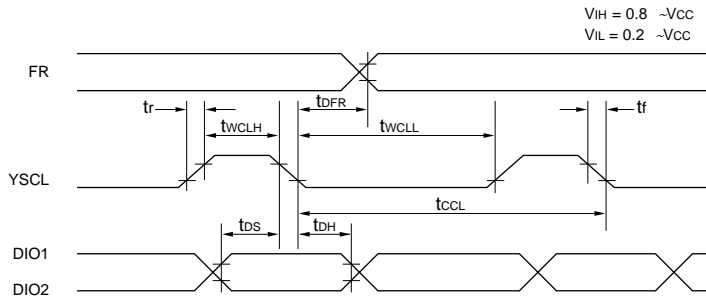 VIH = 0.8 ~VCC
VIL = 0.2 ~VCC
FR
tDFR
tr
tf
tWCLH
tWCLL
YSCL
tCCL
tDS
tDH
DIO1
DIO2